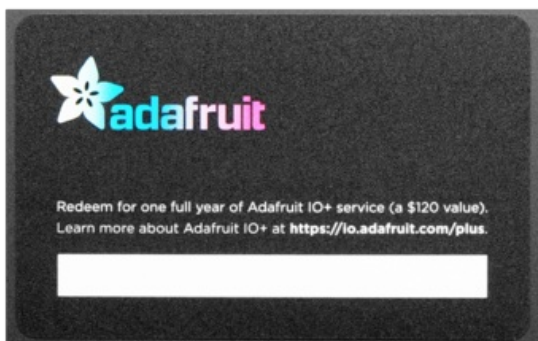 adafruit
Redeem for one full year of Adafruit IO+ service (a $120 value).
Learn more about Adafruit IO+ at https://io.adafruit.com/plus.